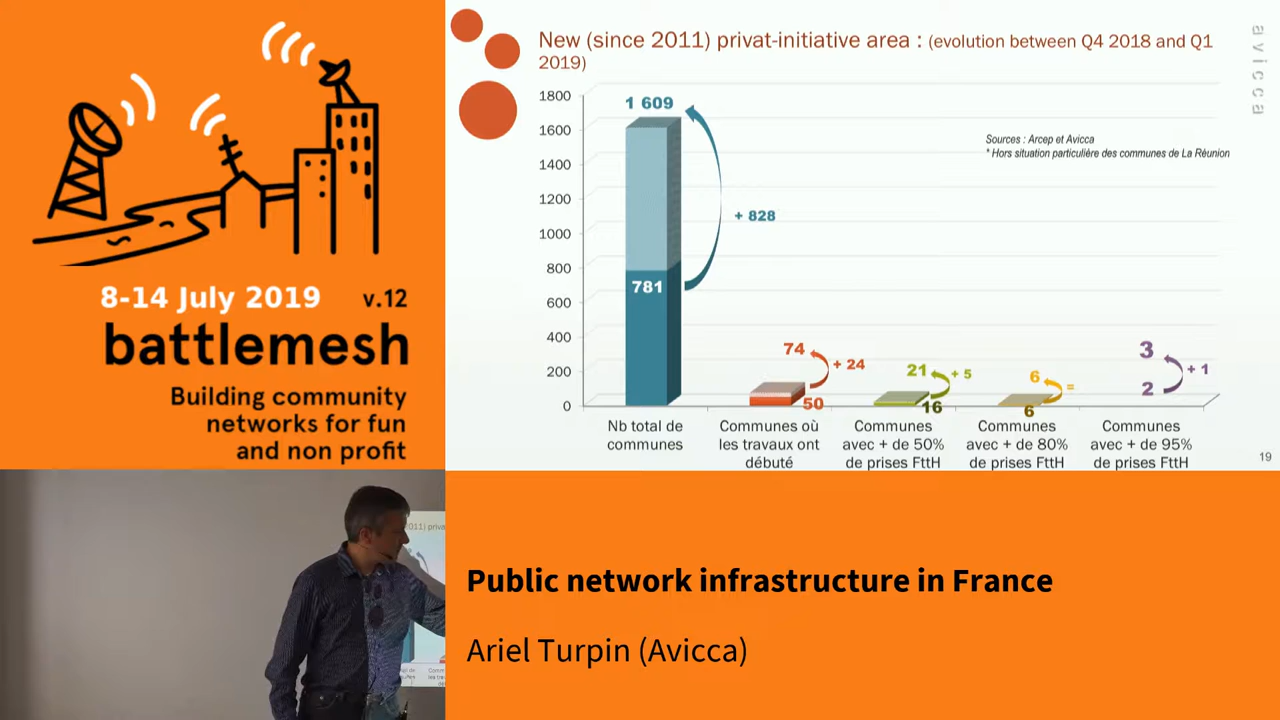 8-14 July 2019 v.12
battlemesh
Building community
networks for fun
and non profit
New (since 2011) privat-initiative area : (evolution between Q4 2018 and Q1
2019)
avicca
Sources : Arcep et Avicca
* Hors situation particulière des communes de La Réunion
1800
1600
1400
1200
1000
800
600
400
200
0
1 609
+ 828
781
74
+ 24
50
21
+ 5
16
6
=
6
3
+ 1
2
Nb total de
communes
Communes où
les travaux ont
débuté
Communes
avec + de 50%
de prises FttH
Communes
avec + de 80%
de prises FttH
Communes
avec + de 95%
de prises FttH
19
Public network infrastructure in France
Ariel Turpin (Avicca)